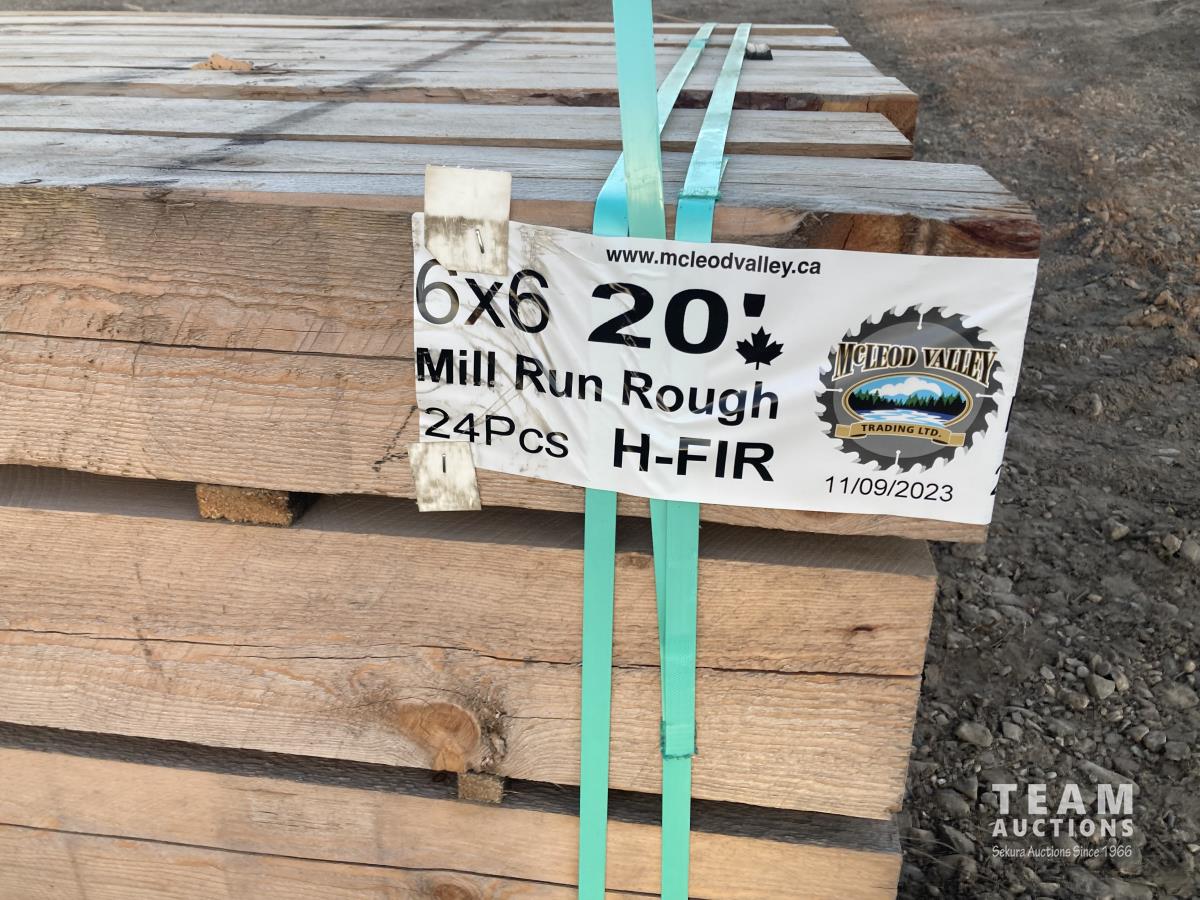 www.mcleodvalley.ca
6x6 20'
Mill Run Rough
24Pcs H-FIR
McLEOD VALLEY
TRADING LTD.
11/09/2023
TEAM
AUCTIONS
Sekura Auctions Since 1966